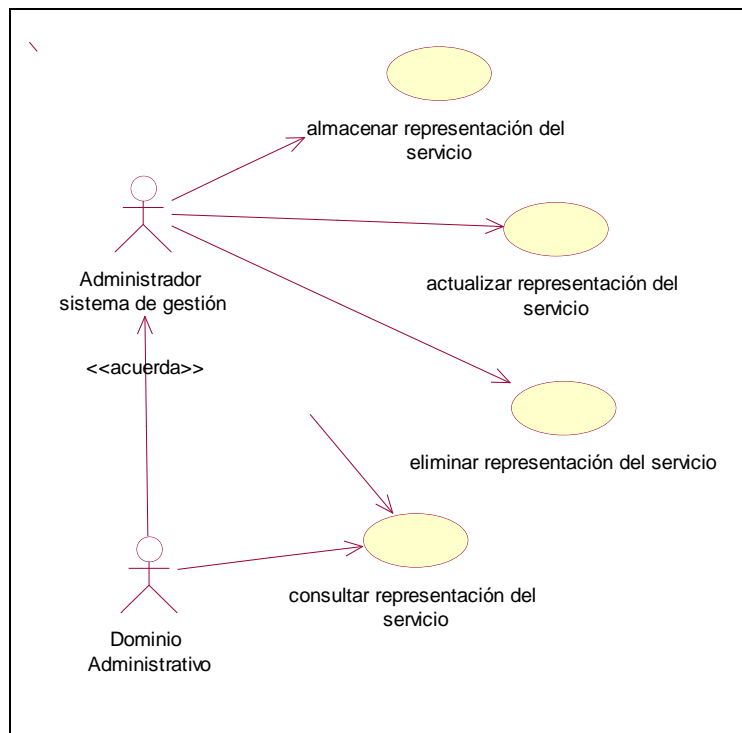 almacenar representación del
servicio
Administrador
sistema de gestión
actualizar representación del
servicio
<<acuerda>>
eliminar representación del servicio
consultar representación del
servicio
Dominio
Administrativo